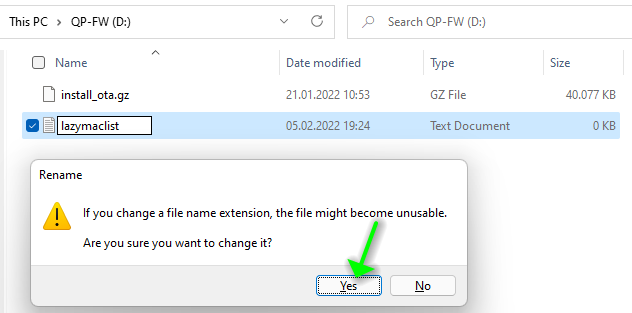 This PC > QP-FW (D:)
Search QP-FW (D:)
Name Date modified Type Size
install_ota.gz 21.01.2022 10:53 GZ File 40.077 KB
lazymaclist 05.02.2022 19:24 Text Document 0 KB
Rename
If you change a file name extension, the file might become unusable.
Are you sure you want to change it?
Yes No